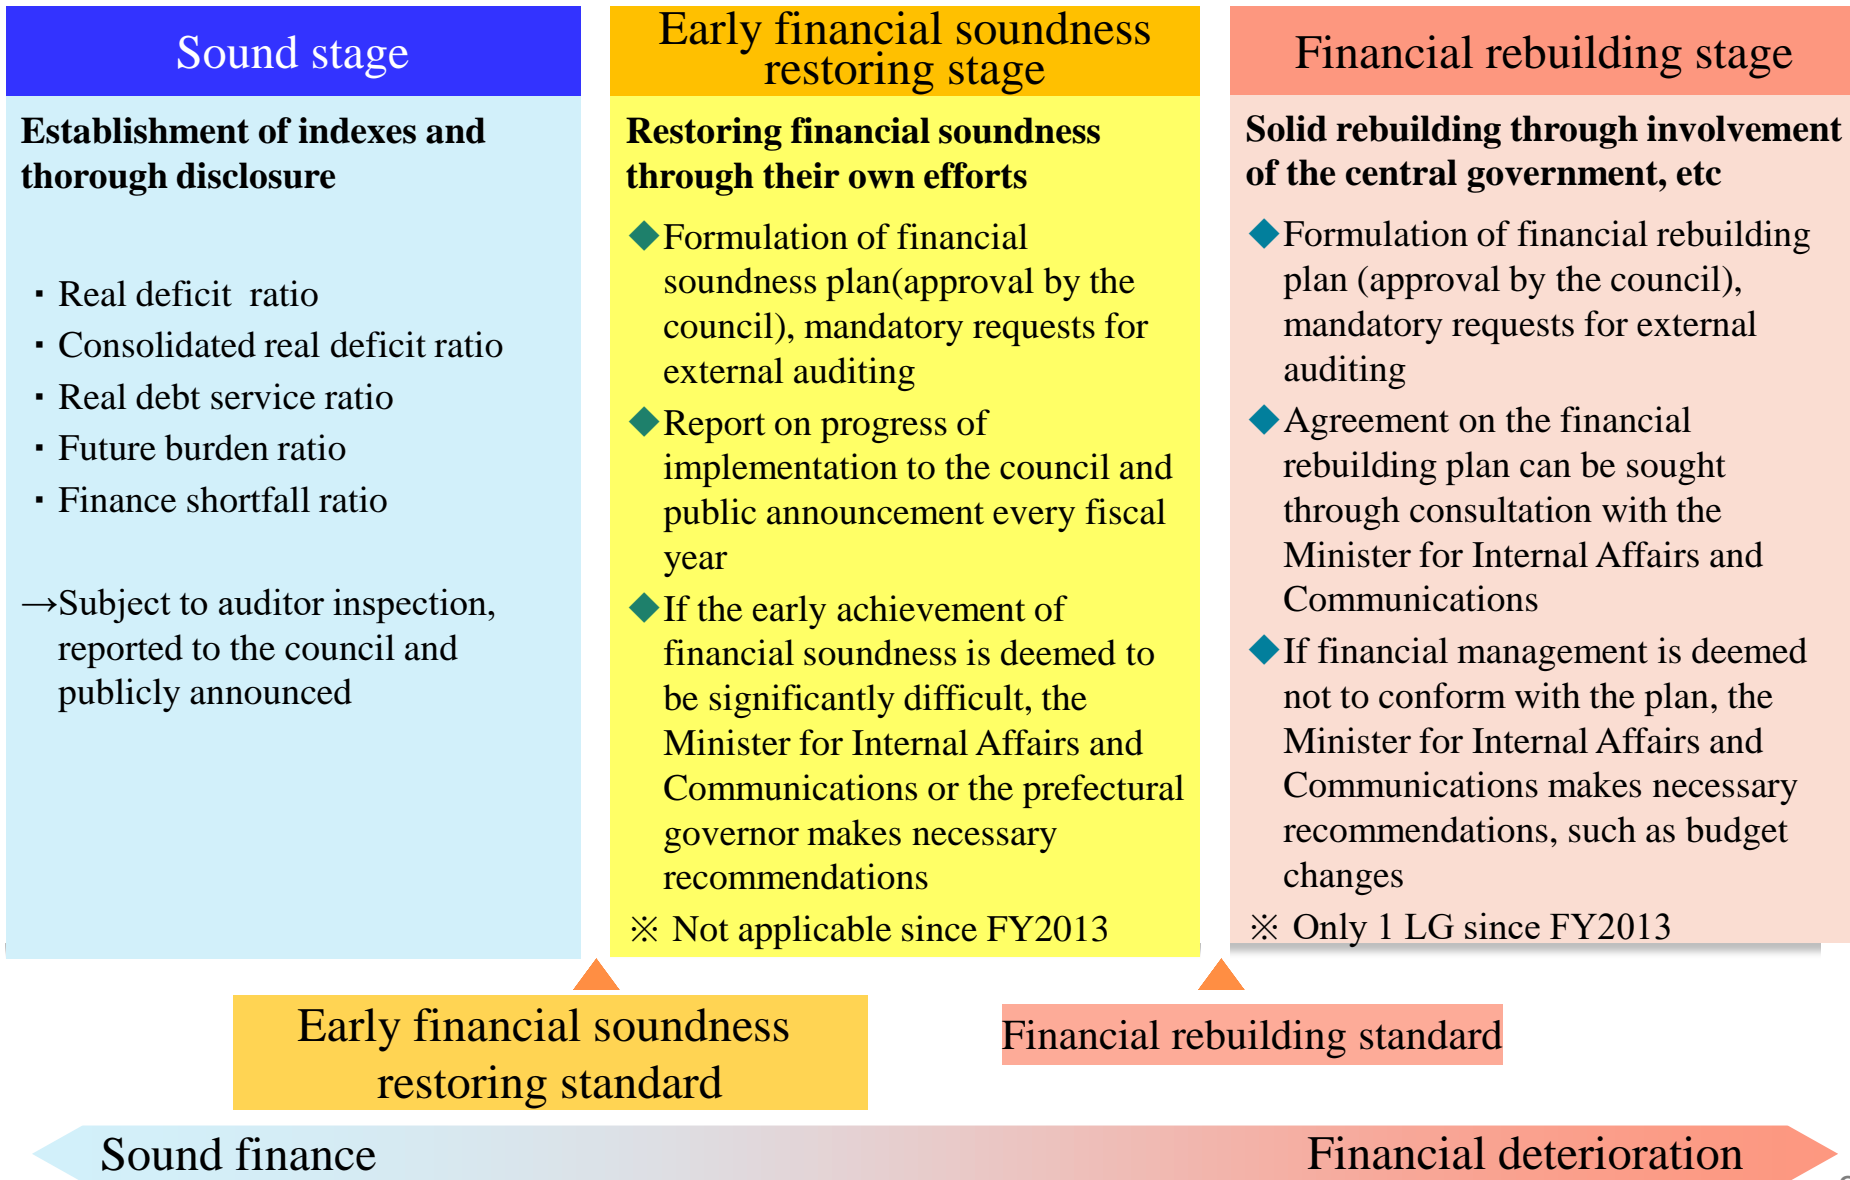 Sound stage
Establishment of indexes and
thorough disclosure
・Real deficit ratio
・Consolidated real deficit ratio
・Real debt service ratio
・Future burden ratio
・Finance shortfall ratio
→Subject to auditor inspection,
reported to the council and
publicly announced
Early financial soundness
restoring stage
Restoring financial soundness
through their own efforts
◆Formulation of financial
soundness plan(approval by the
council), mandatory requests for
external auditing
◆Report on progress of
implementation to the council and
public announcement every fiscal
year
◆If the early achievement of
financial soundness is deemed to
be significantly difficult, the
Minister for Internal Affairs and
Communications or the prefectural
governor makes necessary
recommendations
※ Not applicable since FY2013
Financial rebuilding stage
Solid rebuilding through involvement
of the central government, etc
◆Formulation of financial rebuilding
plan (approval by the council),
mandatory requests for external
auditing
◆Agreement on the financial
rebuilding plan can be sought
through consultation with the
Minister for Internal Affairs and
Communications
◆If financial management is deemed
not to conform with the plan, the
Minister for Internal Affairs and
Communications makes necessary
recommendations, such as budget
changes
※ Only 1 LG since FY2013
Early financial soundness
restoring standard
Financial rebuilding standard
Sound finance
Financial deterioration